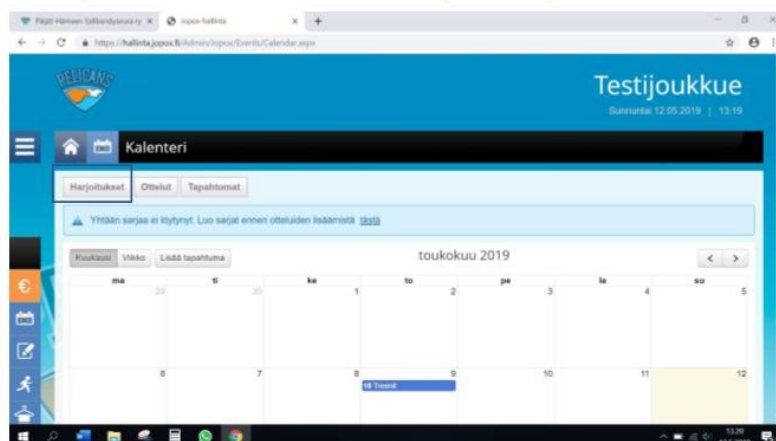 Päijät-Hämeen Salibandyseura ry
Jopox-hallinta
https://hallinta.jopox.fi/Admin/Jopox/Events/Calendar.aspx
PELICANS
Testijoukkue
Sunnuntai 12.05.2019 | 13:19
Kalenteri
Harjoitukset Ottelut Tapahtumat
Yhtään sarjaa ei löytynyt. Luo sarjat ennen otteluiden lisäämistä tästä
Kuukausi Viikko Lisää tapahtuma toukokuu 2019 < >
ma ti ke to pe la su
29 30 1 2 3 4 5
6 7 8 9 10 11 12
18 Treenit
€
13.20